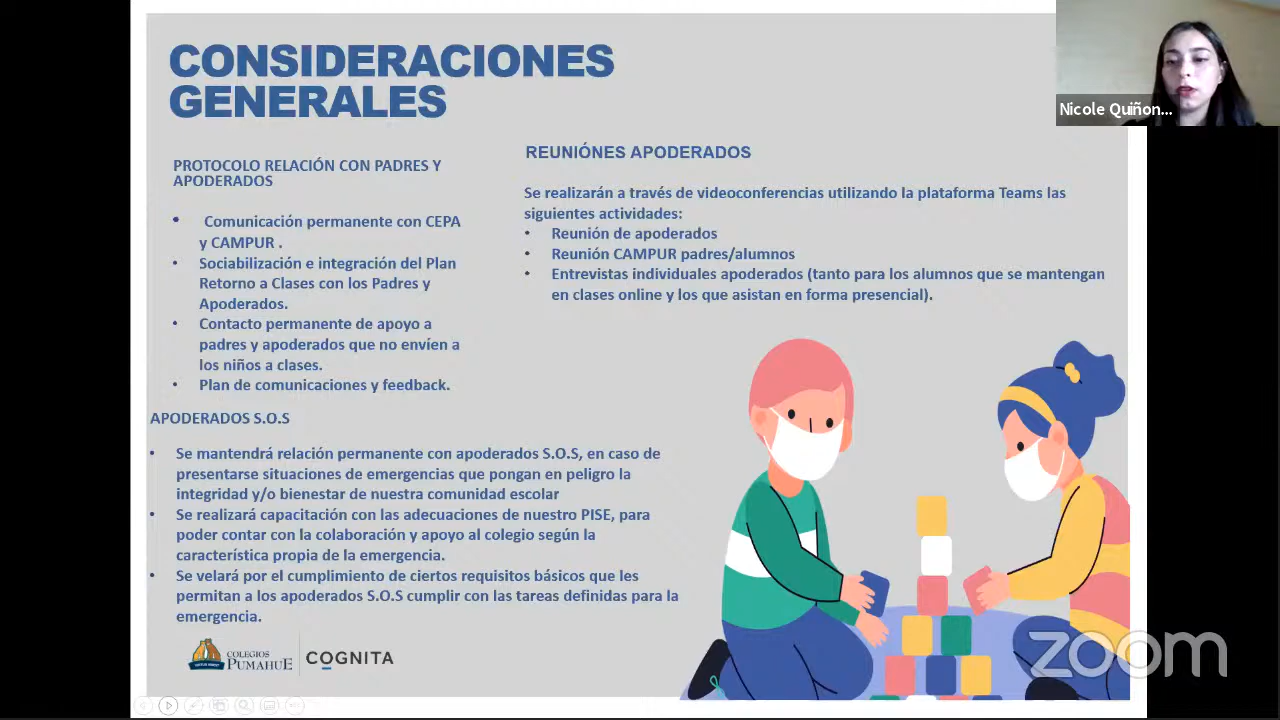 CONSIDERACIONES
GENERALES
PROTOCOLO RELACIÓN CON PADRES Y
APODERADOS
• Comunicación permanente con CEPA
y CAMPUR .
• Sociabilización e integración del Plan
Retorno a Clases con los Padres y
Apoderados.
• Contacto permanente de apoyo a
padres y apoderados que no envíen a
los niños a clases.
• Plan de comunicaciones y feedback.
APODERADOS S.O.S
• Se mantendrá relación permanente con apoderados S.O.S, en caso de
presentarse situaciones de emergencias que pongan en peligro la
integridad y/o bienestar de nuestra comunidad escolar
• Se realizará capacitación con las adecuaciones de nuestro PISE, para
poder contar con la colaboración y apoyo al colegio según la
característica propia de la emergencia.
• Se velará por el cumplimiento de ciertos requisitos básicos que les
permitan a los apoderados S.O.S cumplir con las tareas definidas para la
emergencia.
REUNIÓNES APODERADOS
Se realizarán a través de videoconferencias utilizando la plataforma Teams las
siguientes actividades:
• Reunión de apoderados
• Reunión CAMPUR padres/alumnos
• Entrevistas individuales apoderados (tanto para los alumnos que se mantengan
en clases online y los que asistan en forma presencial).
Nicole Quiñon...
COLEGIOS
PUMAHUE
COGNITA
zoom